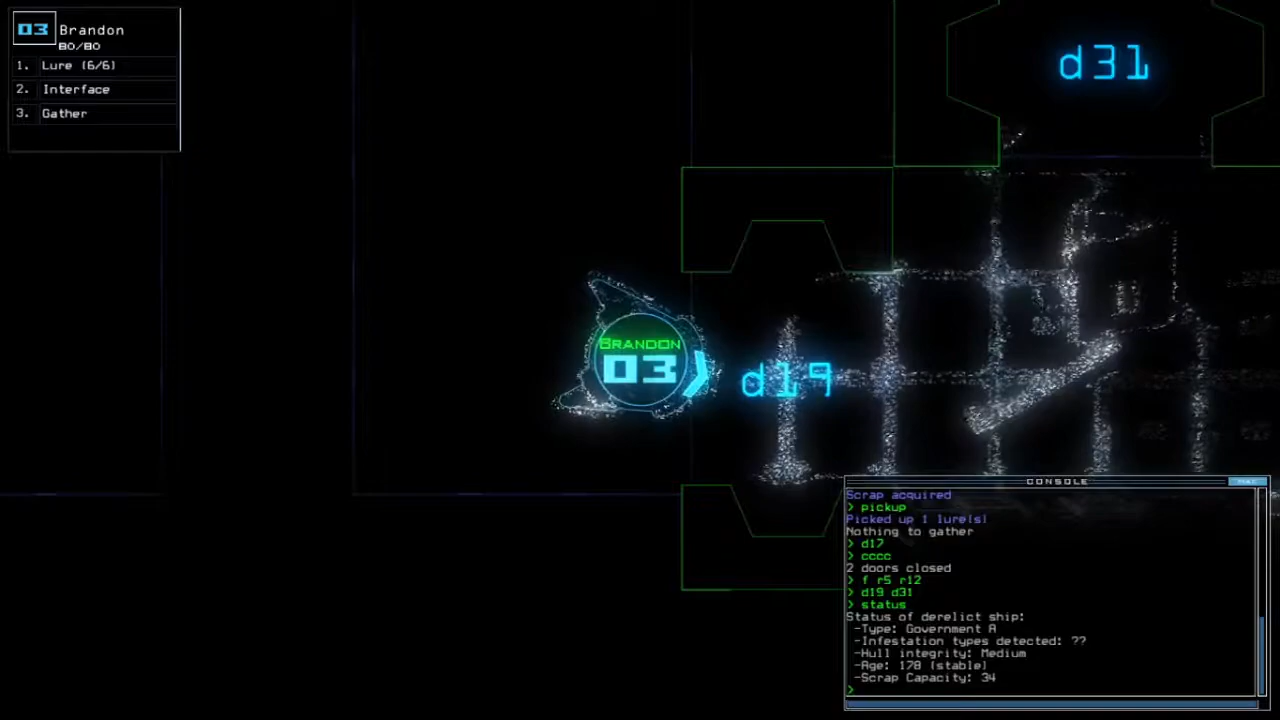 03 Brandon
80/80
1. Lure (6/6)
2. Interface
3. Gather
d31
BRANDON
03
d19
CONSOLE
Scrap acquired
> pickup
Picked up 1 lure(s)
Nothing to gather
> d17
> cccc
2 doors closed
> f r5 r12
> d19 d31
> status
Status of derelict ship:
-Type: Government A
-Infestation types detected: ??
-Hull integrity: Medium
-Age: 178 (stable)
-Scrap Capacity: 34
>